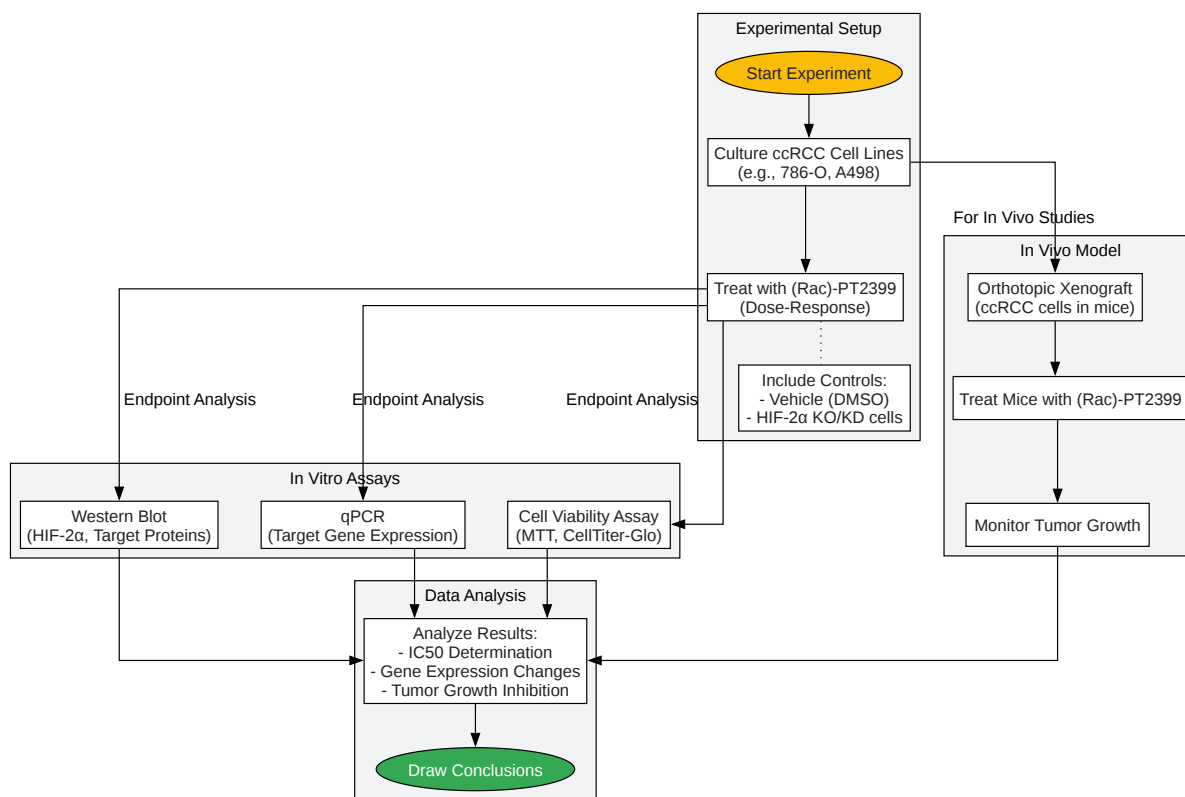 Experimental Setup
Start Experiment
Culture ccRCC Cell Lines
(e.g., 786-O, A498)
For In Vivo Studies
In Vivo Model
Treat with (Rac)-PT2399
(Dose-Response)
Orthotopic Xenograft
(ccRCC cells in mice)
Include Controls:
- Vehicle (DMSO)
- HIF-2α KO/KD cells
Treat Mice with (Rac)-PT2399
Endpoint Analysis
Endpoint Analysis
Endpoint Analysis
In Vitro Assays
Western Blot
(HIF-2α, Target Proteins)
qPCR
(Target Gene Expression)
Cell Viability Assay
(MTT, CellTiter-Glo)
Monitor Tumor Growth
Data Analysis
Analyze Results:
- IC50 Determination
- Gene Expression Changes
- Tumor Growth Inhibition
Draw Conclusions